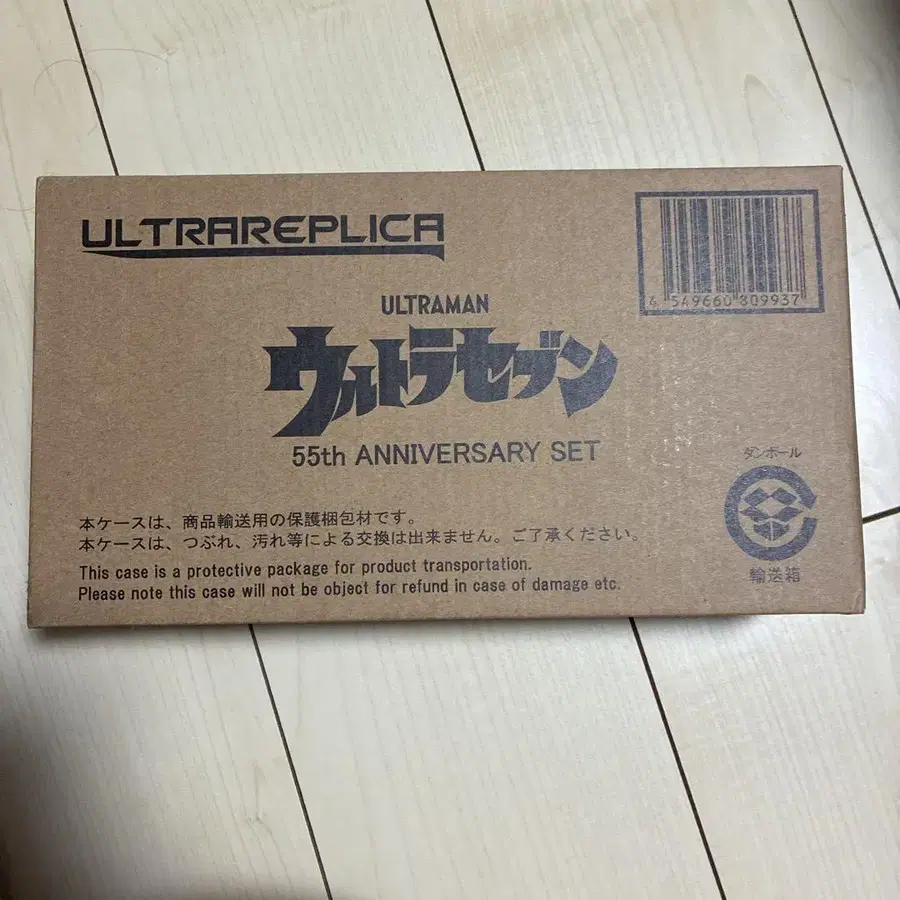 ULTRAREPLICA
4 549660 809937
ULTRAMAN
ウルトラセブン
55th ANNIVERSARY SET
ダンボール
輸送箱
本ケースは、商品輸送用の保護梱包材です。
本ケースは、つぶれ、汚れ等による交換は出来ません。ご了承ください。
This case is a protective package for product transportation.
Please note this case will not be object for refund in case of damage etc.